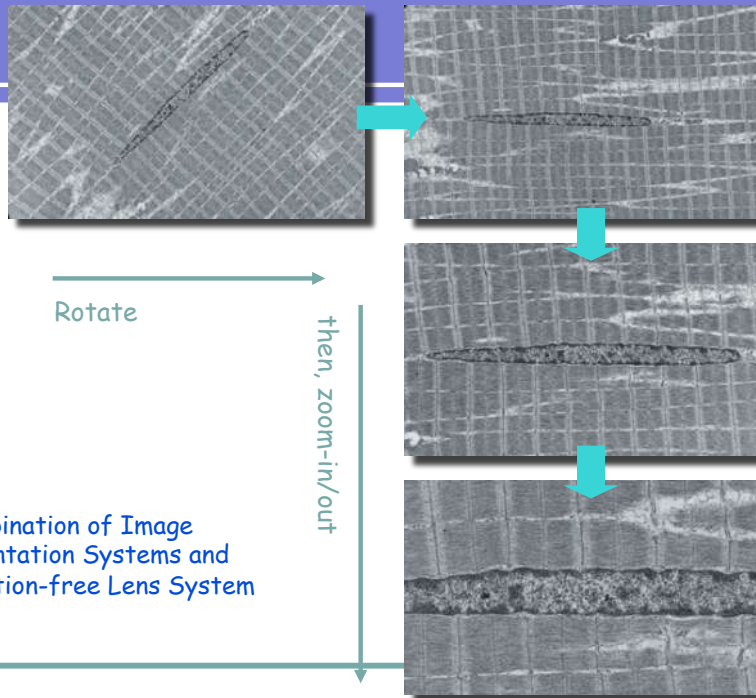 Rotate
then, zoom-in/out
bination of Image
ntation Systems and
tion-free Lens System